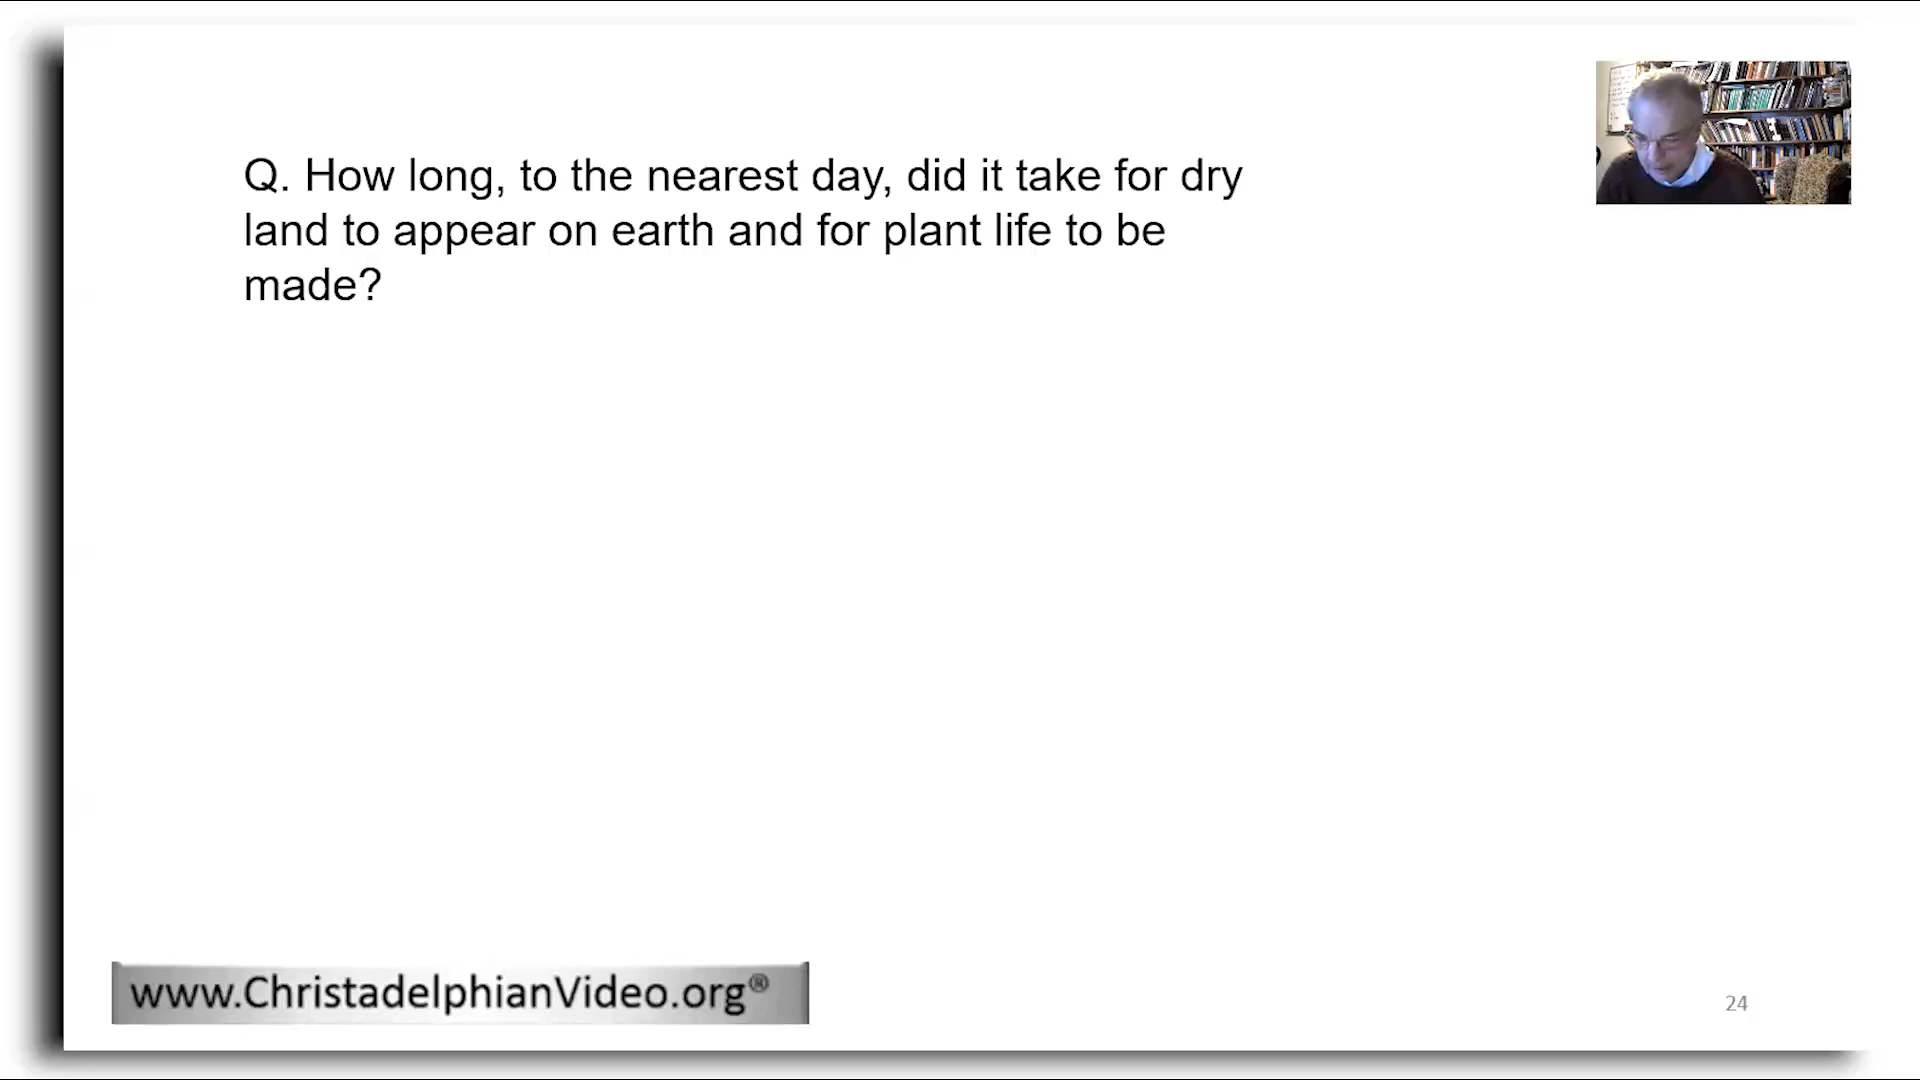 Q. How long, to the nearest day, did it take for dry
land to appear on earth and for plant life to be
made?
www.ChristadelphianVideo.org®
24